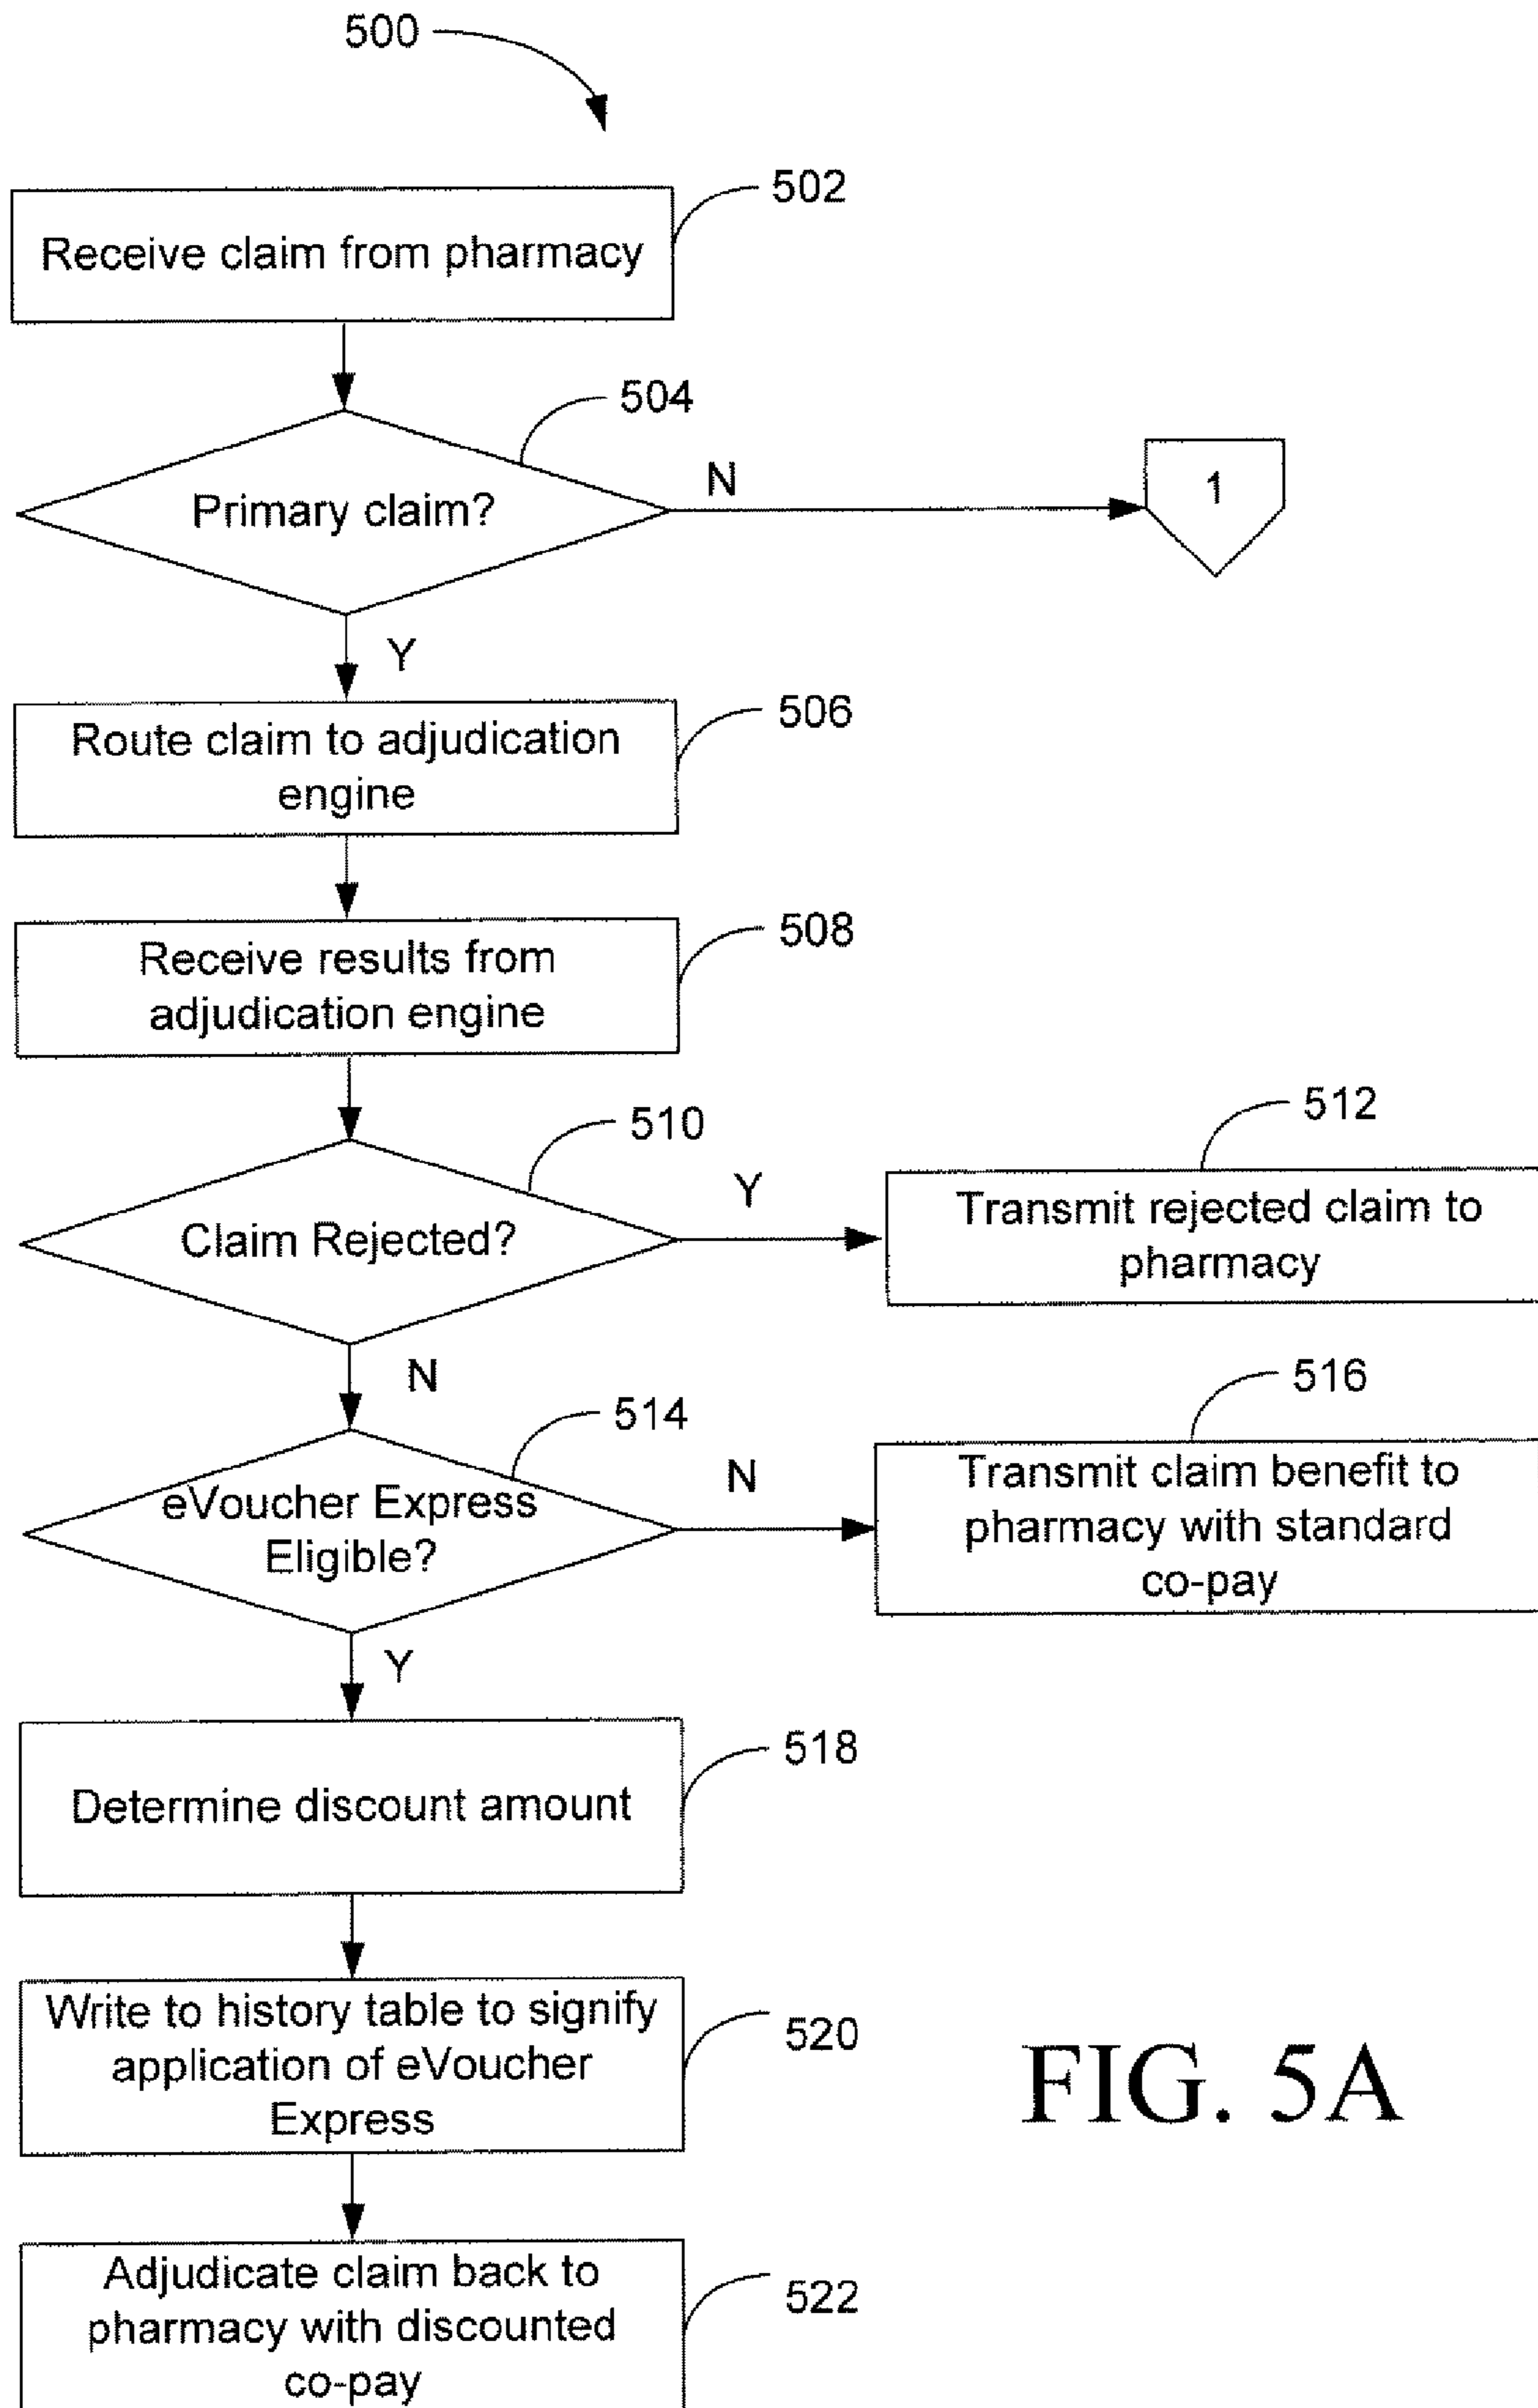 500
502
Receive claim from pharmacy
504
Primary claim?
N
1
Y
506
Route claim to adjudication
engine
508
Receive results from
adjudication engine
510
512
Claim Rejected?
Y
Transmit rejected claim to
pharmacy
N
514
516
eVoucher Express
Eligible?
N
Transmit claim benefit to
pharmacy with standard
co-pay
Y
518
Determine discount amount
520
Write to history table to signify
application of eVoucher
Express
FIG. 5A
522
Adjudicate claim back to
pharmacy with discounted
co-pay